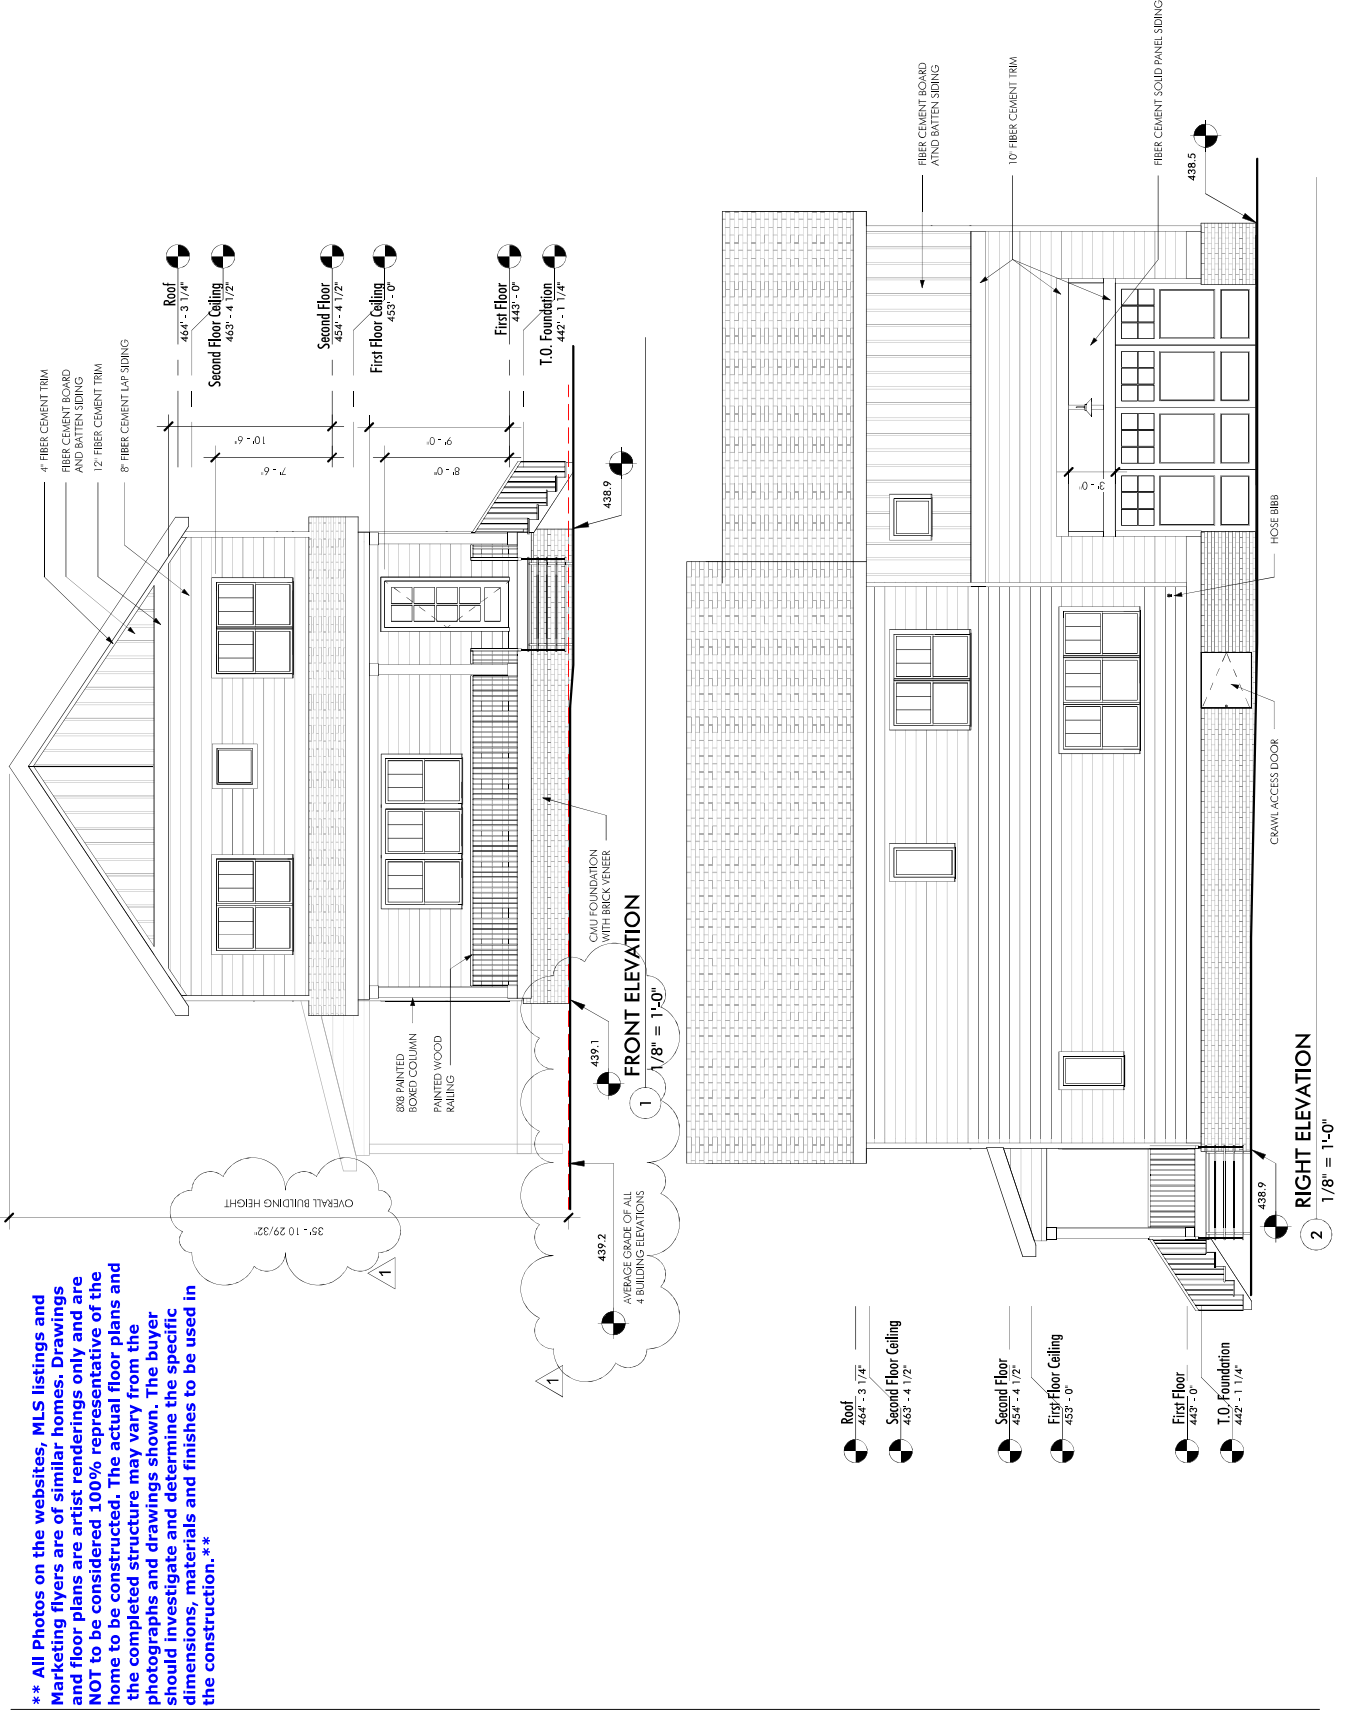 ** All Photos on the websites, MLS listings and
Marketing flyers are of similar homes. Drawings
and floor plans are artist renderings only and are
NOT to be considered 100% representative of the
home to be constructed. The actual floor plans and
the completed structure may vary from the
photographs and drawings shown. The buyer
should investigate and determine the specific
dimensions, materials and finishes to be used in
the construction.**
4" FIBER CEMENT TRIM
FIBER CEMENT BOARD
AND BATTEN SIDING
12" FIBER CEMENT TRIM
8" FIBER CEMENT LAP SIDING
Roof
464' - 3 1/4"
Second Floor Ceiling
463' - 4 1/2"
Second Floor
454' - 4 1/2"
First Floor Ceiling
453' - 0"
First Floor
443' - 0"
T.O. Foundation
442' - 1 1/4"
10' - 6"
7' - 6"
9' - 0"
8' - 0"
438.9
OVERALL BUILDING HEIGHT
35' - 10 29/32"
1
8X8 PAINTED
BOXED COLUMN
PAINTED WOOD
RAILING
CMU FOUNDATION
WITH BRICK VENEER
439.1
439.2
AVERAGE GRADE OF ALL
4 BUILDING ELEVATIONS
1
1
FRONT ELEVATION
1/8" = 1'-0"
FIBER CEMENT BOARD
ATND BATTEN SIDING
10" FIBER CEMENT TRIM
FIBER CEMENT SOLID PANEL SIDING
438.5
3' - 0"
HOSE BIBB
CRAWL ACCESS DOOR
438.9
Roof
464' - 3 1/4"
Second Floor Ceiling
463' - 4 1/2"
Second Floor
454' - 4 1/2"
First Floor Ceiling
453' - 0"
First Floor
443' - 0"
T.O. Foundation
442' - 1 1/4"
2
RIGHT ELEVATION
1/8" = 1'-0"